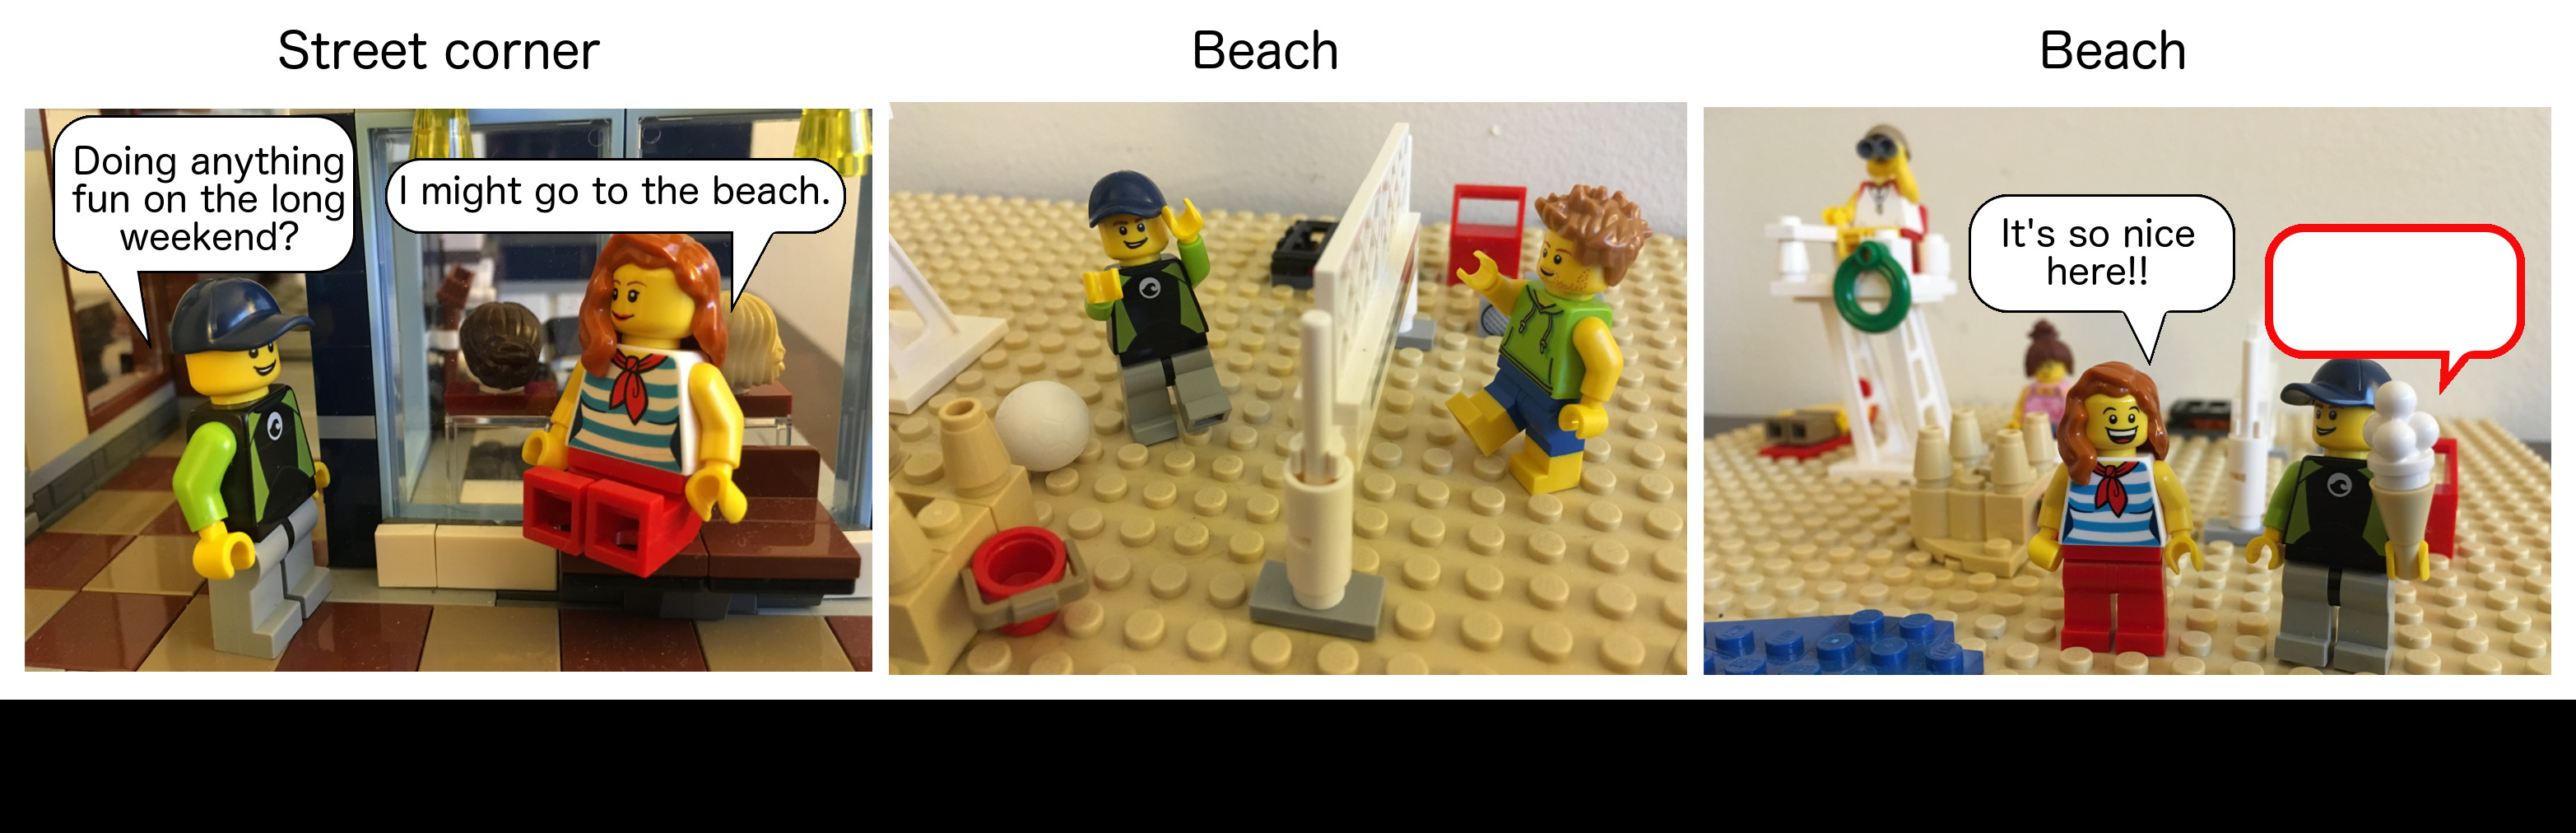 Street corner
Doing anything
fun on the long
weekend?
I might go to the beach.
Beach
Beach
It's so nice
here!!